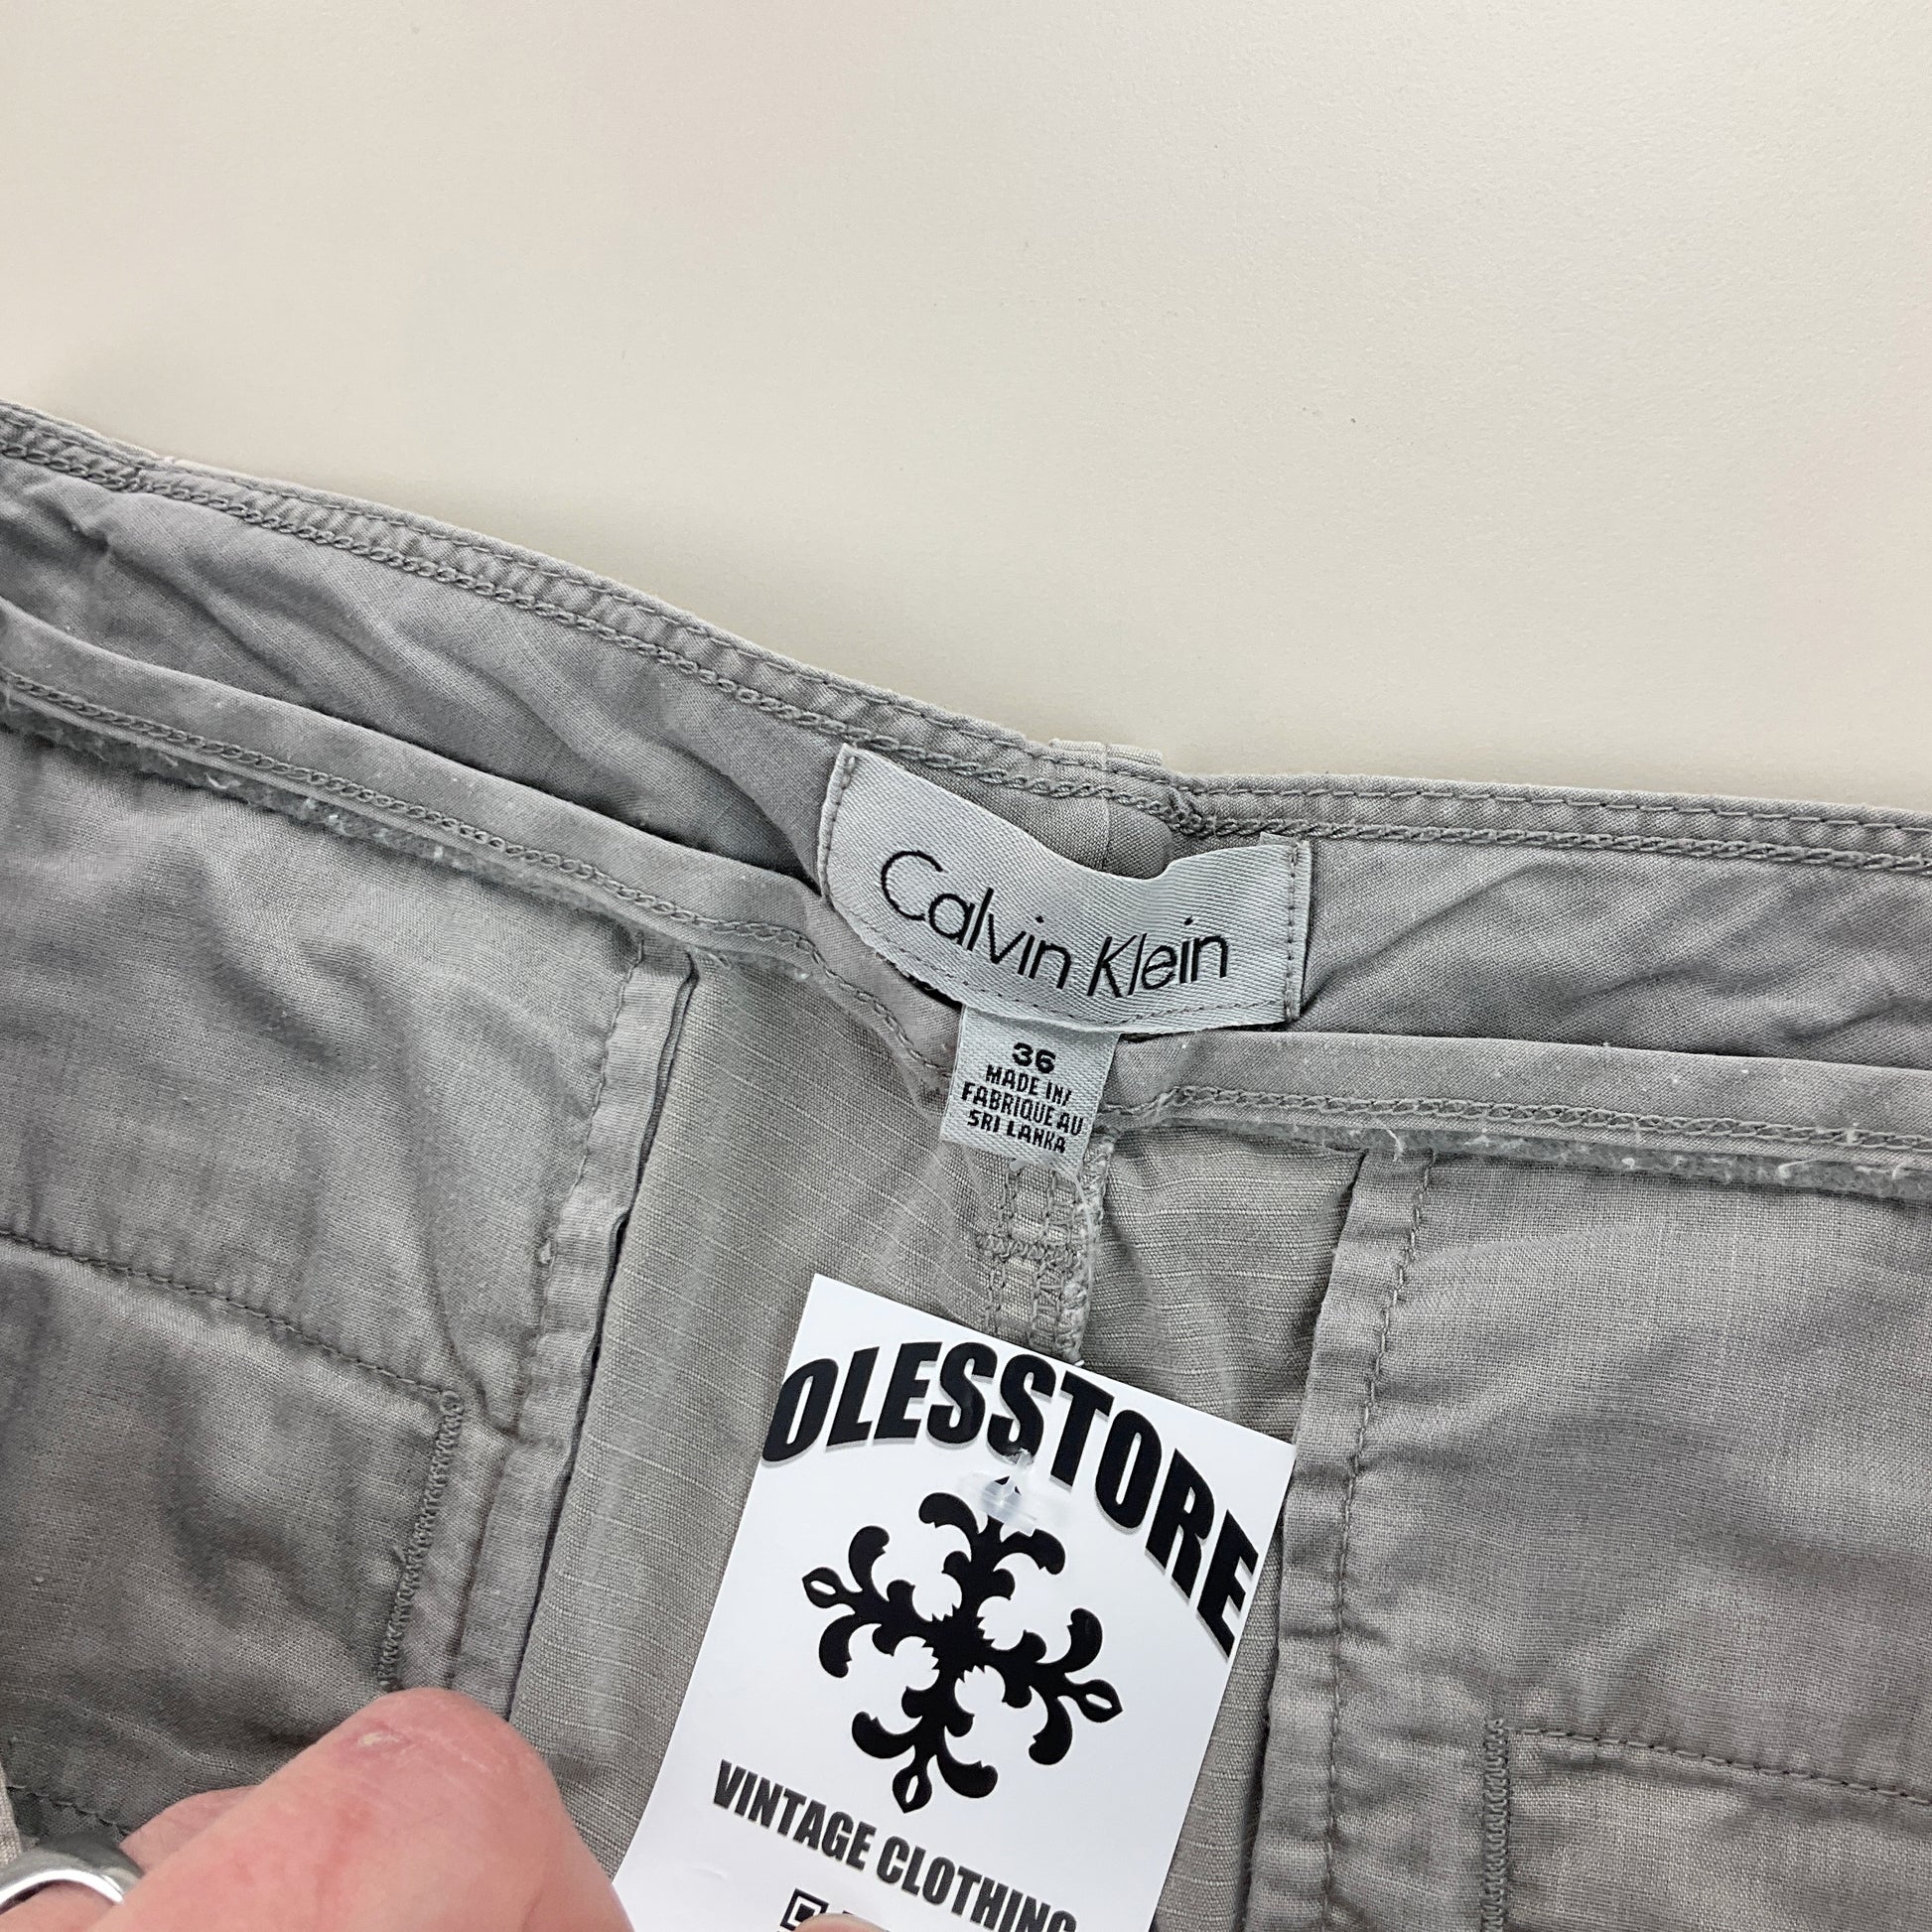 Calvin Klein
36
MADE IN/
FABRIQUE AU
SRI LANKA
OLESSTORE
VINTAGE CLOTHING